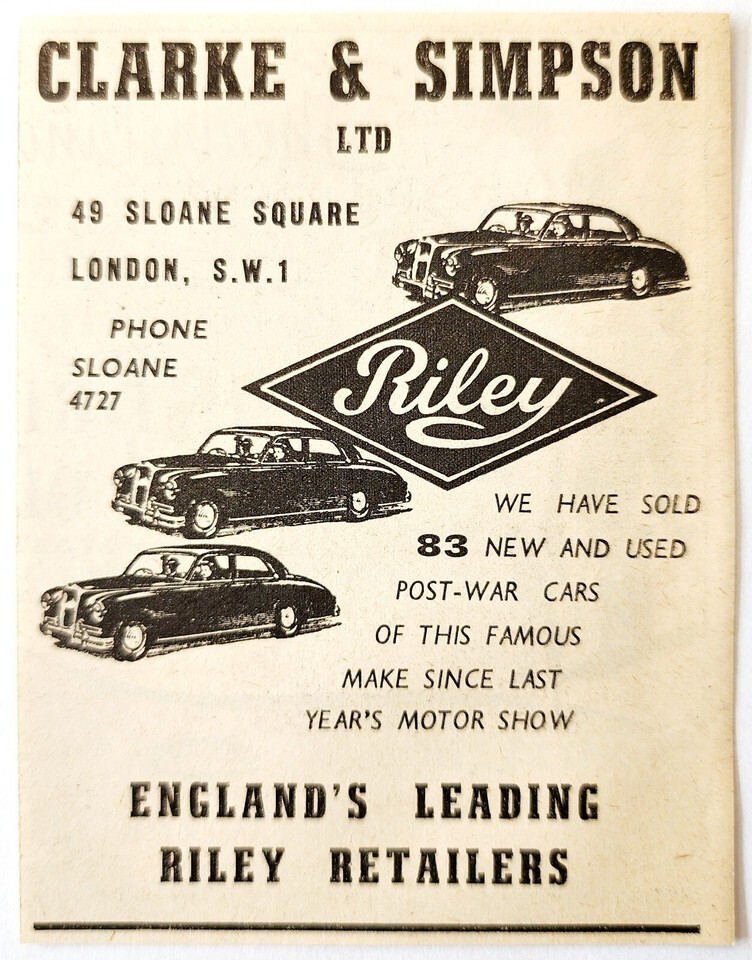 CLARKE & SIMPSON
LTD
49 SLOANE SQUARE
LONDON, S.W.1
PHONE
SLOANE
4727
Riley
WE HAVE SOLD
83 NEW AND USED
POST-WAR CARS
OF THIS FAMOUS
MAKE SINCE LAST
YEAR'S MOTOR SHOW
ENGLAND'S LEADING
RILEY RETAILERS